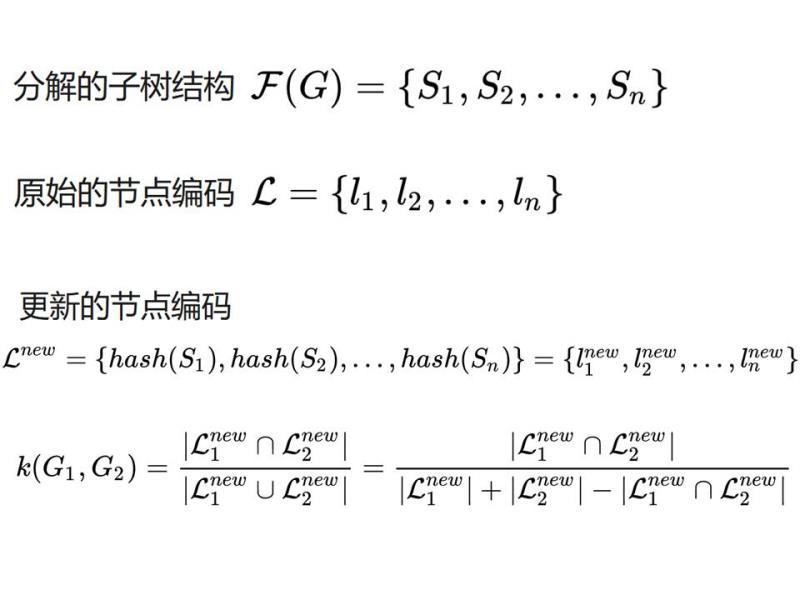 分解的子树结构 $\mathcal{F}(G) = \{S_1, S_2, \ldots, S_n\}$
原始的节点编码 $\mathcal{L} = \{l_1, l_2, \ldots, l_n\}$
更新的节点编码
$\mathcal{L}^{new} = \{hash(S_1), hash(S_2), \ldots, hash(S_n)\} = \{l_1^{new}, l_2^{new}, \ldots, l_n^{new}\}$
$k(G_1, G_2) = \frac{|\mathcal{L}_1^{new} \cap \mathcal{L}_2^{new}|}{|\mathcal{L}_1^{new} \cup \mathcal{L}_2^{new}|} = \frac{|\mathcal{L}_1^{new} \cap \mathcal{L}_2^{new}|}{|\mathcal{L}_1^{new}| + |\mathcal{L}_2^{new}| - |\mathcal{L}_1^{new} \cap \mathcal{L}_2^{new}|}$